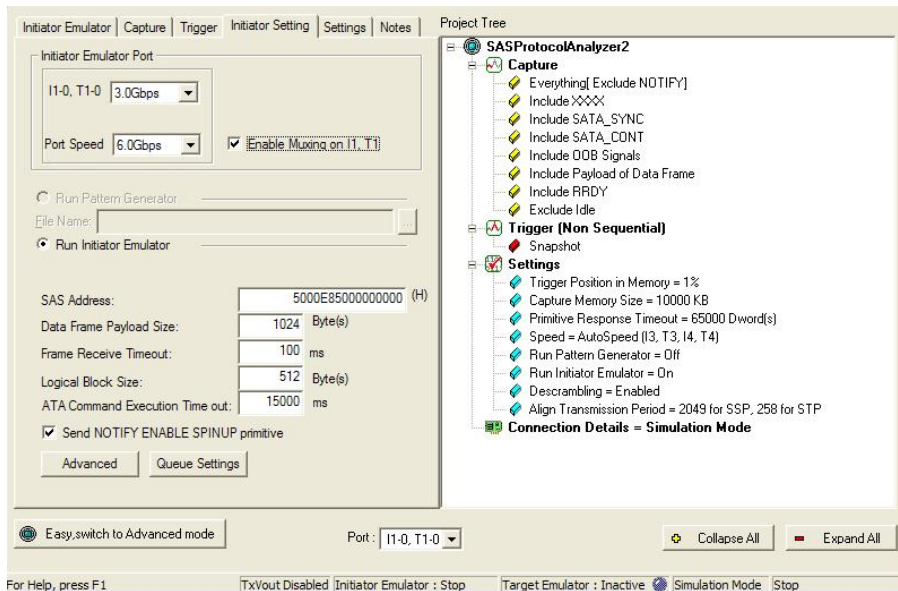 Initiator Emulator Capture Trigger Initiator Setting Settings Notes
Initiator Emulator Port
I1-0, T1-0 3.0Gbps
Port Speed 6.0Gbps Enable Muxing on I1, T1
Run Pattern Generator
File Name: ...
Run Initiator Emulator
SAS Address: 5000E85000000000 (H)
Data Frame Payload Size: 1024 Byte(s)
Frame Receive Timeout: 100 ms
Logical Block Size: 512 Byte(s)
ATA Command Execution Time out: 15000 ms
Send NOTIFY ENABLE SPINUP primitive
Advanced Queue Settings
Project Tree
SASProtocolAnalyzer2
Capture
Everything[ Exclude NOTIFY]
Include XXXX
Include SATA_SYNC
Include SATA_CONT
Include OOB Signals
Include Payload of Data Frame
Include RRDY
Exclude Idle
Trigger (Non Sequential)
Snapshot
Settings
Trigger Position in Memory = 1%
Capture Memory Size = 10000 KB
Primitive Response Timeout = 65000 Dword(s)
Speed = AutoSpeed (I3, T3, I4, T4)
Run Pattern Generator = Off
Run Initiator Emulator = On
Descrambling = Enabled
Align Transmission Period = 2049 for SSP, 258 for STP
Connection Details = Simulation Mode
Easy,switch to Advanced mode Port : I1-0, T1-0 Collapse All Expand All
For Help, press F1 TxVout Disabled Initiator Emulator : Stop Target Emulator : Inactive Simulation Mode Stop